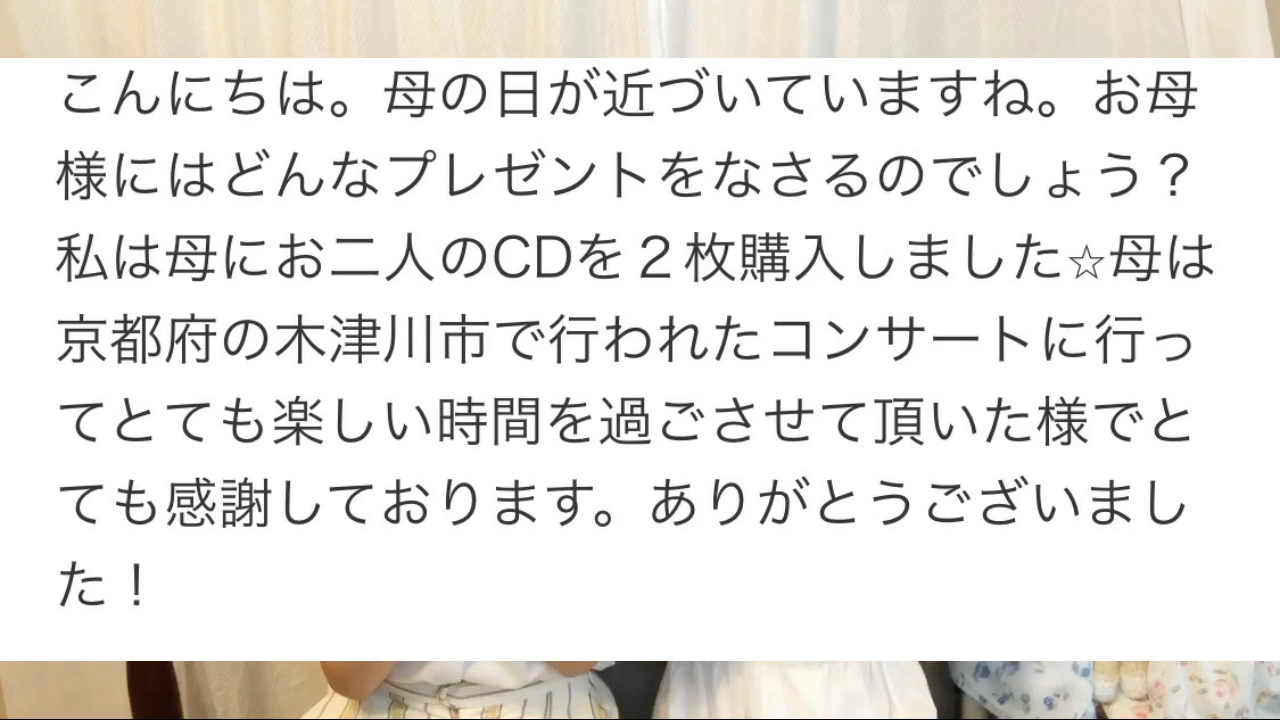 こんにちは。母の日が近づいていますね。お母
様にはどんなプレゼントをなさるのでしょう？
私は母にお二人のCDを２枚購入しました☆母は
京都府の木津川市で行われたコンサートに行っ
てとても楽しい時間を過ごさせて頂いた様でと
ても感謝しております。ありがとうございまし
た！